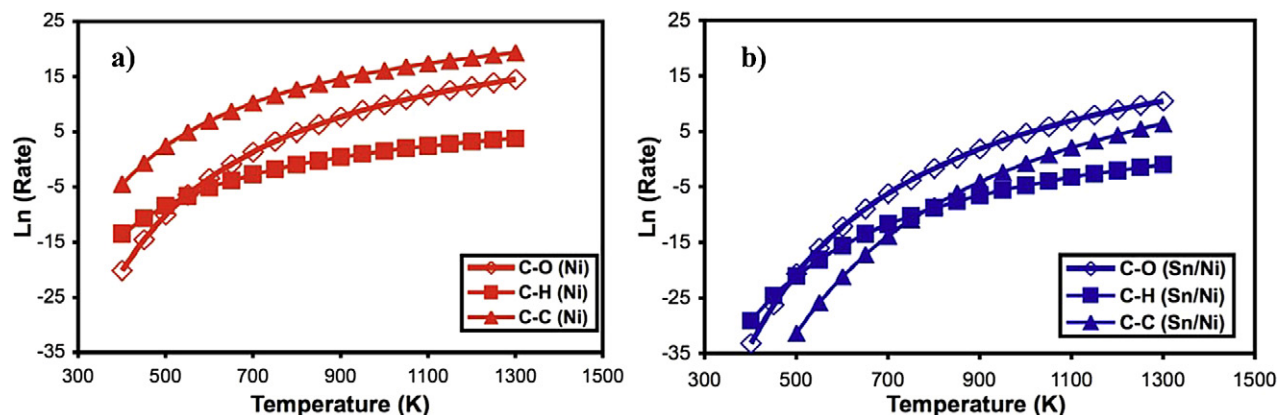 a)
Ln (Rate)
25
15
5
-5
-15
-25
-35
300
500
700
900
1100
1300
1500
Temperature (K)
C-O (Ni)
C-H (Ni)
C-C (Ni)
b)
Ln (Rate)
25
15
5
-5
-15
-25
-35
300
500
700
900
1100
1300
1500
Temperature (K)
C-O (Sn/Ni)
C-H (Sn/Ni)
C-C (Sn/Ni)